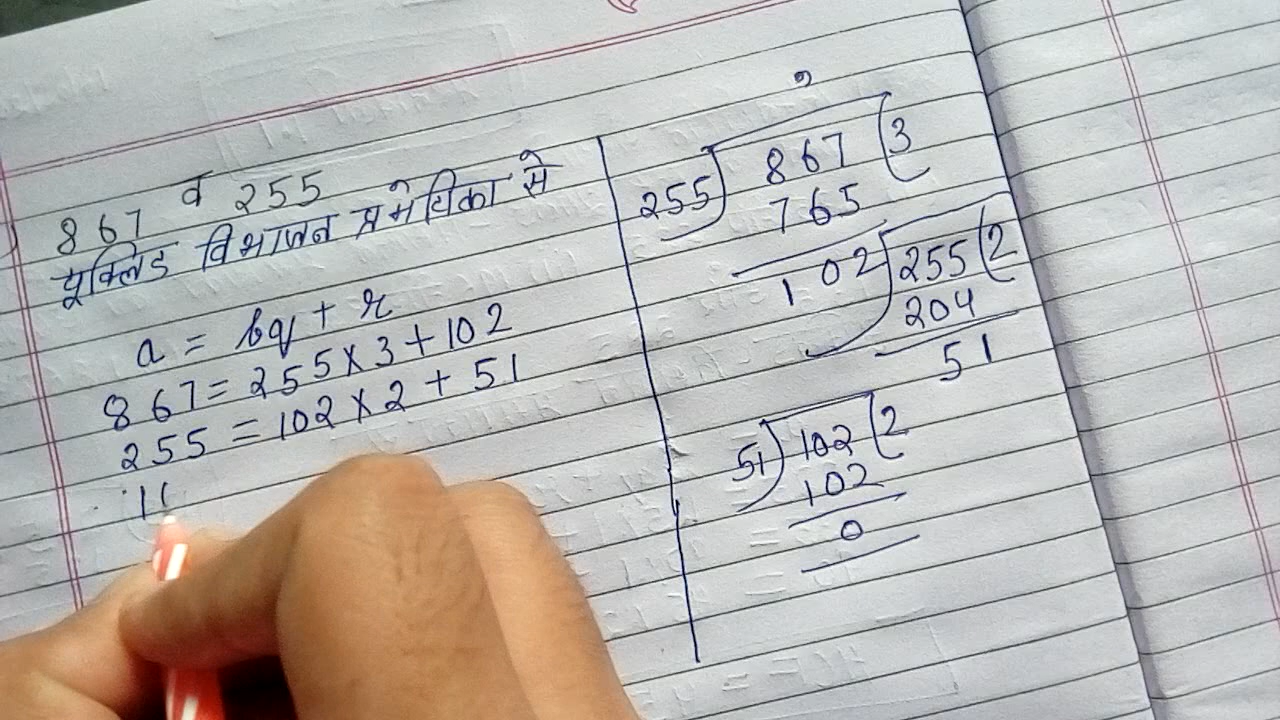 867 व 255
यूक्लिड विभाजन प्रमेयिका से
a = bq + r
867 = 255 × 3 + 102
255 = 102 × 2 + 51
255 ) 867 ( 3
765
102 ) 255 ( 2
204
51
51 ) 102 ( 2
102
0